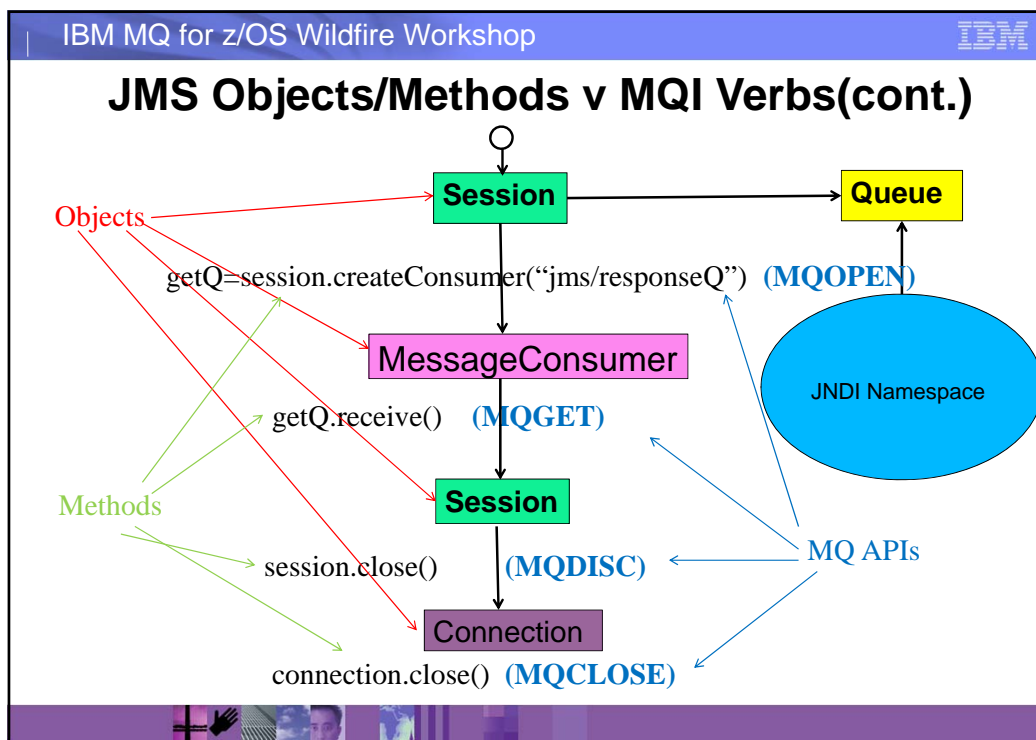 IBM MQ for z/OS Wildfire Workshop
IBM
JMS Objects/Methods v MQI Verbs(cont.)
Session
Queue
Objects
getQ=session.createConsumer(“jms/responseQ”) (MQOPEN)
MessageConsumer
JNDI Namespace
getQ.receive() (MQGET)
Methods
Session
MQ APIs
session.close() (MQDISC)
Connection
connection.close() (MQCLOSE)